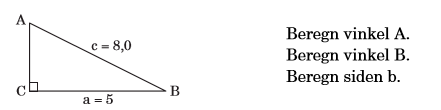 A
c = 8,0
C
B
a = 5
Beregn vinkel A.
Beregn vinkel B.
Beregn siden b.